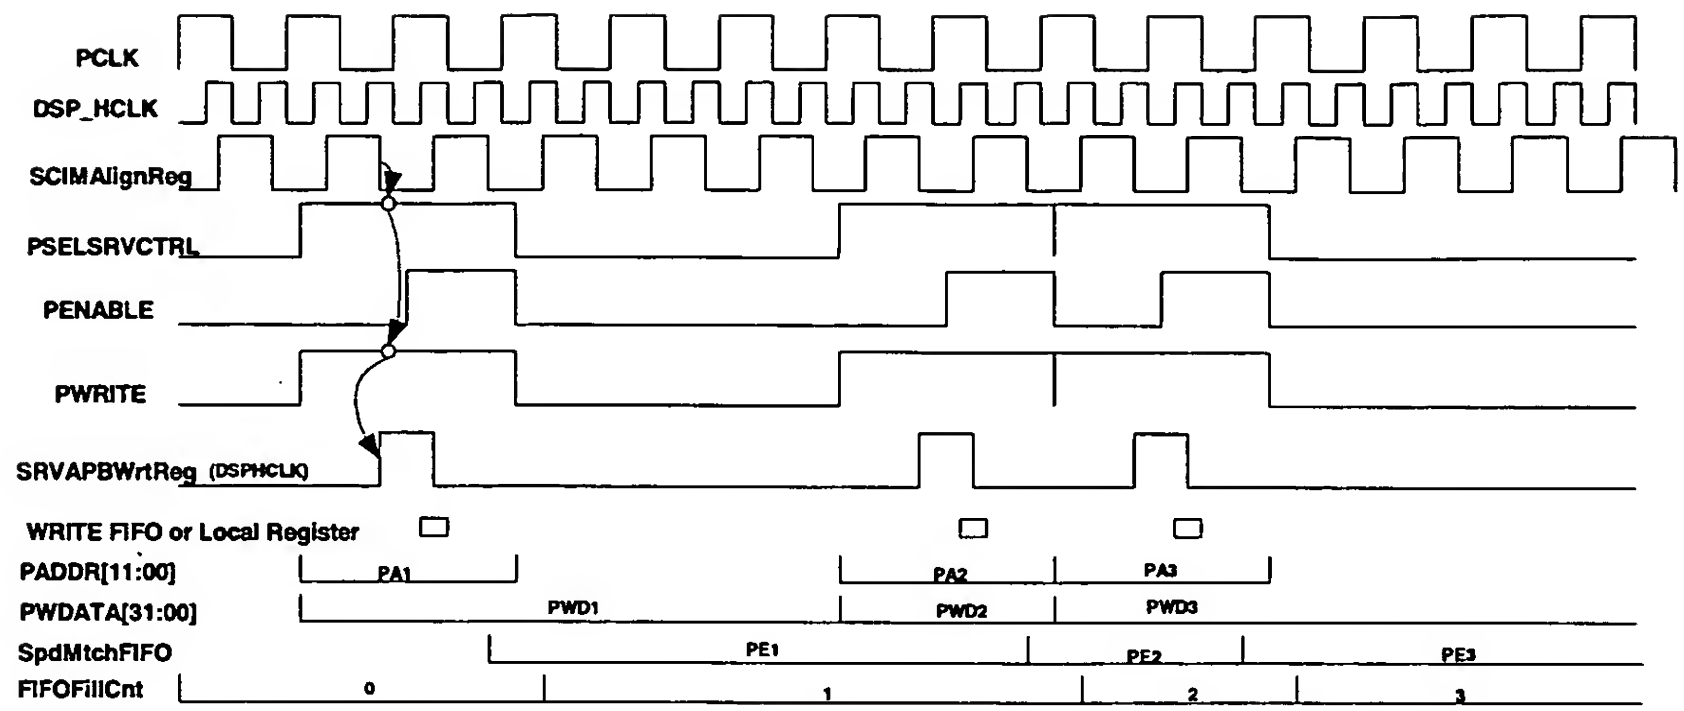 PCLK
DSP_HCLK
SCIMAlignReg
PSELSRVCTRL
PENABLE
PWRITE
SRVAPBWrtReg (DSPHCLK)
WRITE FIFO or Local Register
PADDR[11:00] PA1 PA2 PA3
PWDATA[31:00] PWD1 PWD2 PWD3
SpdMtchFIFO PE1 PE2 PE3
FIFOFillCnt 0 1 2 3